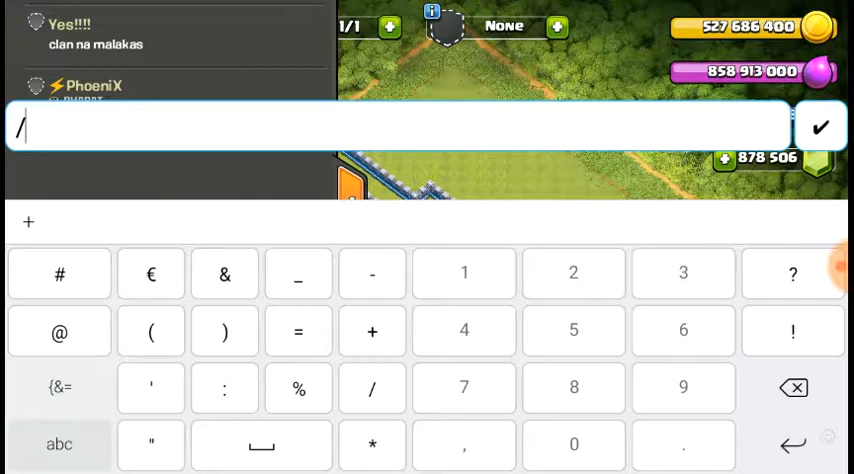 Yes!!!!
clan na malakas
⚡PhoeniX
1/1 + i None +
527 686 400
858 913 000
/
✔
+ 878 506
+
# € & _ - 1 2 3 ?
@ ( ) = + 4 5 6 !
{&= ' : % / 7 8 9
abc " * , 0 .